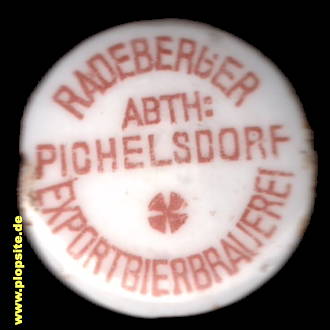 RADEBERGER
ABTH:
PICHELSDORF
EXPORTBIERBRAUEREI
www.plopsite.de